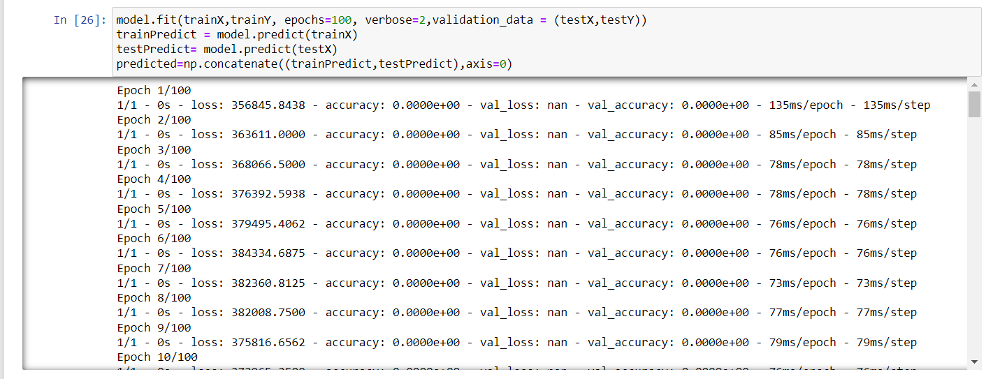 In [26]: model.fit(trainX,trainY, epochs=100, verbose=2,validation_data = (testX,testY))
trainPredict = model.predict(trainX)
testPredict= model.predict(testX)
predicted=np.concatenate((trainPredict,testPredict),axis=0)
Epoch 1/100
1/1 - 0s - loss: 356845.8438 - accuracy: 0.0000e+00 - val_loss: nan - val_accuracy: 0.0000e+00 - 135ms/epoch - 135ms/step
Epoch 2/100
1/1 - 0s - loss: 363611.0000 - accuracy: 0.0000e+00 - val_loss: nan - val_accuracy: 0.0000e+00 - 85ms/epoch - 85ms/step
Epoch 3/100
1/1 - 0s - loss: 368066.5000 - accuracy: 0.0000e+00 - val_loss: nan - val_accuracy: 0.0000e+00 - 78ms/epoch - 78ms/step
Epoch 4/100
1/1 - 0s - loss: 376392.5938 - accuracy: 0.0000e+00 - val_loss: nan - val_accuracy: 0.0000e+00 - 78ms/epoch - 78ms/step
Epoch 5/100
1/1 - 0s - loss: 379495.4062 - accuracy: 0.0000e+00 - val_loss: nan - val_accuracy: 0.0000e+00 - 76ms/epoch - 76ms/step
Epoch 6/100
1/1 - 0s - loss: 384334.6875 - accuracy: 0.0000e+00 - val_loss: nan - val_accuracy: 0.0000e+00 - 76ms/epoch - 76ms/step
Epoch 7/100
1/1 - 0s - loss: 382360.8125 - accuracy: 0.0000e+00 - val_loss: nan - val_accuracy: 0.0000e+00 - 73ms/epoch - 73ms/step
Epoch 8/100
1/1 - 0s - loss: 382008.7500 - accuracy: 0.0000e+00 - val_loss: nan - val_accuracy: 0.0000e+00 - 77ms/epoch - 77ms/step
Epoch 9/100
1/1 - 0s - loss: 375816.6562 - accuracy: 0.0000e+00 - val_loss: nan - val_accuracy: 0.0000e+00 - 79ms/epoch - 79ms/step
Epoch 10/100